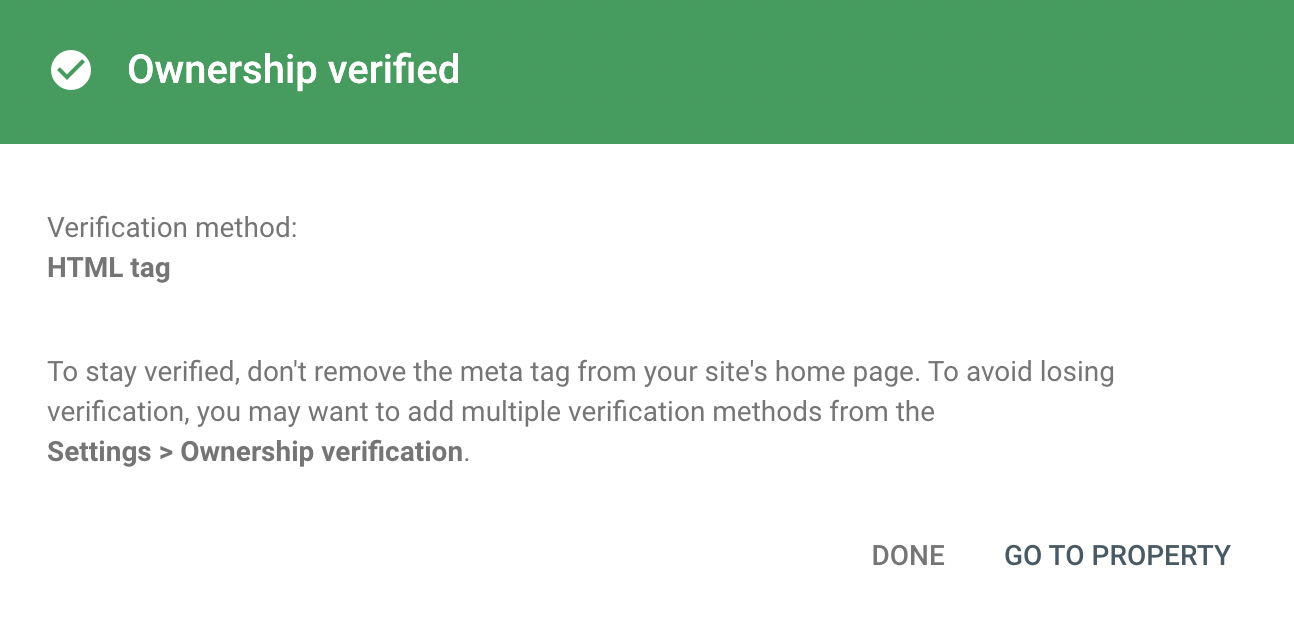 Ownership verified
Verification method:
HTML tag
To stay verified, don't remove the meta tag from your site's home page. To avoid losing
verification, you may want to add multiple verification methods from the
Settings > Ownership verification.
DONE GO TO PROPERTY